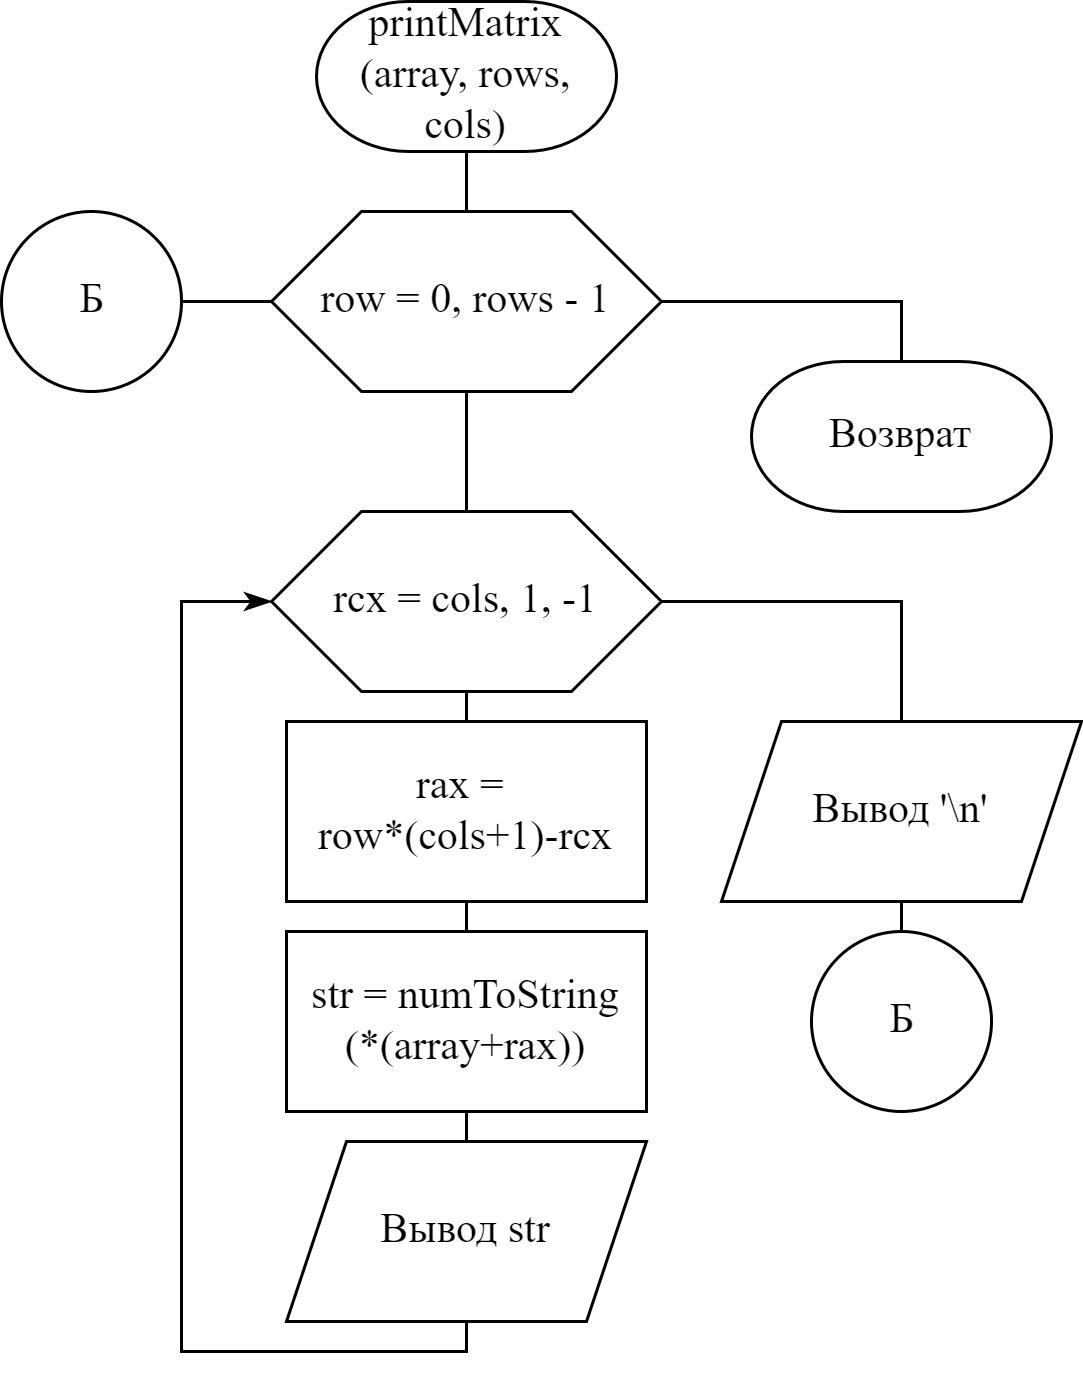 printMatrix
(array, rows,
cols)
Б
row = 0, rows - 1
Возврат
rcx = cols, 1, -1
rax =
row*(cols+1)-rcx
Вывод '\n'
str = numToString
(*(array+rax))
Б
Вывод str